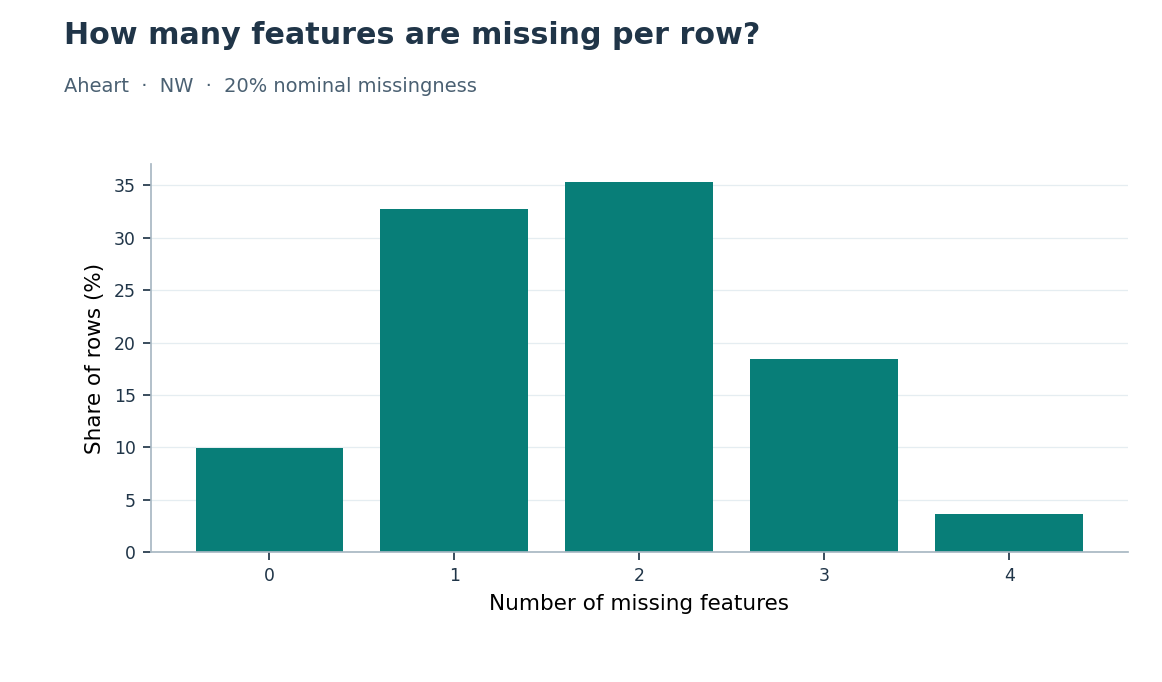 How many features are missing per row?
Aheart · NW · 20% nominal missingness
35
30
25
20
15
10
5
0
Share of rows (%)
0 1 2 3 4
Number of missing features